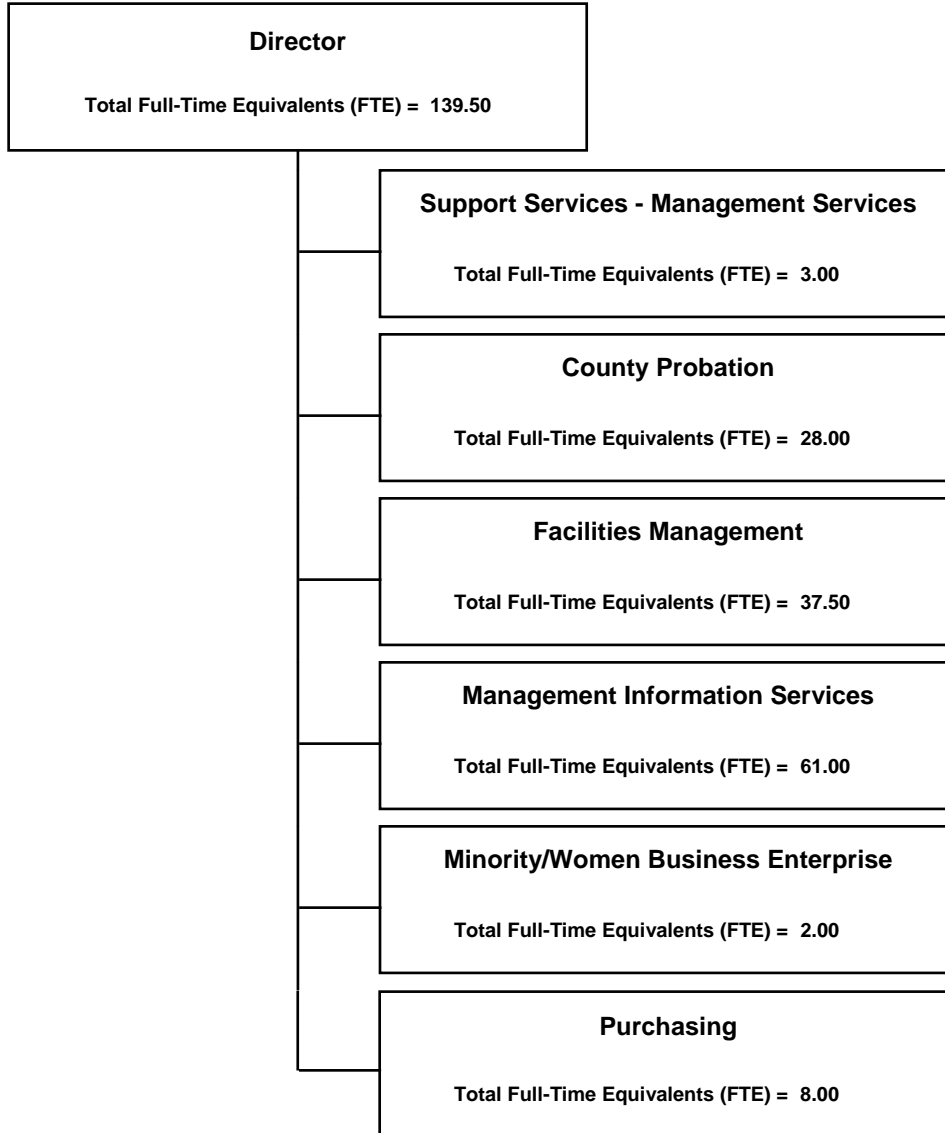 Director
Total Full-Time Equivalents (FTE) = 139.50
Support Services - Management Services
Total Full-Time Equivalents (FTE) = 3.00
County Probation
Total Full-Time Equivalents (FTE) = 28.00
Facilities Management
Total Full-Time Equivalents (FTE) = 37.50
Management Information Services
Total Full-Time Equivalents (FTE) = 61.00
Minority/Women Business Enterprise
Total Full-Time Equivalents (FTE) = 2.00
Purchasing
Total Full-Time Equivalents (FTE) = 8.00